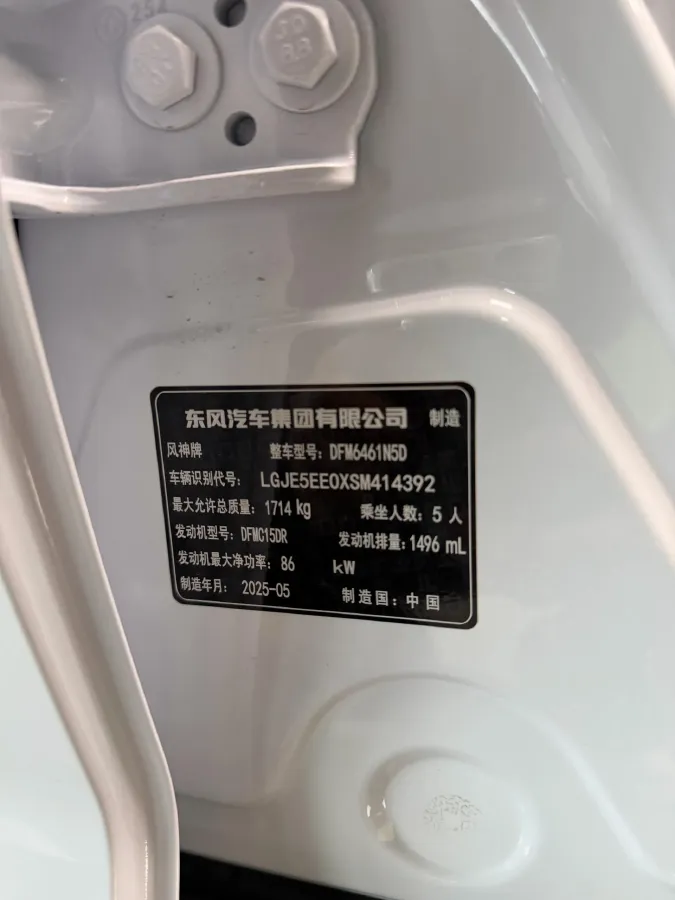 8.8
东风汽车集团有限公司 制造
风神牌 整车型号: DFM6461N5D
车辆识别代号: LGJE5EE0XSM414392
最大允许总质量: 1714 kg 乘坐人数: 5 人
发动机型号: DFMC15DR 发动机排量: 1496 mL
发动机最大净功率: 86 kW
制造年月: 2025-05 制造国: 中国